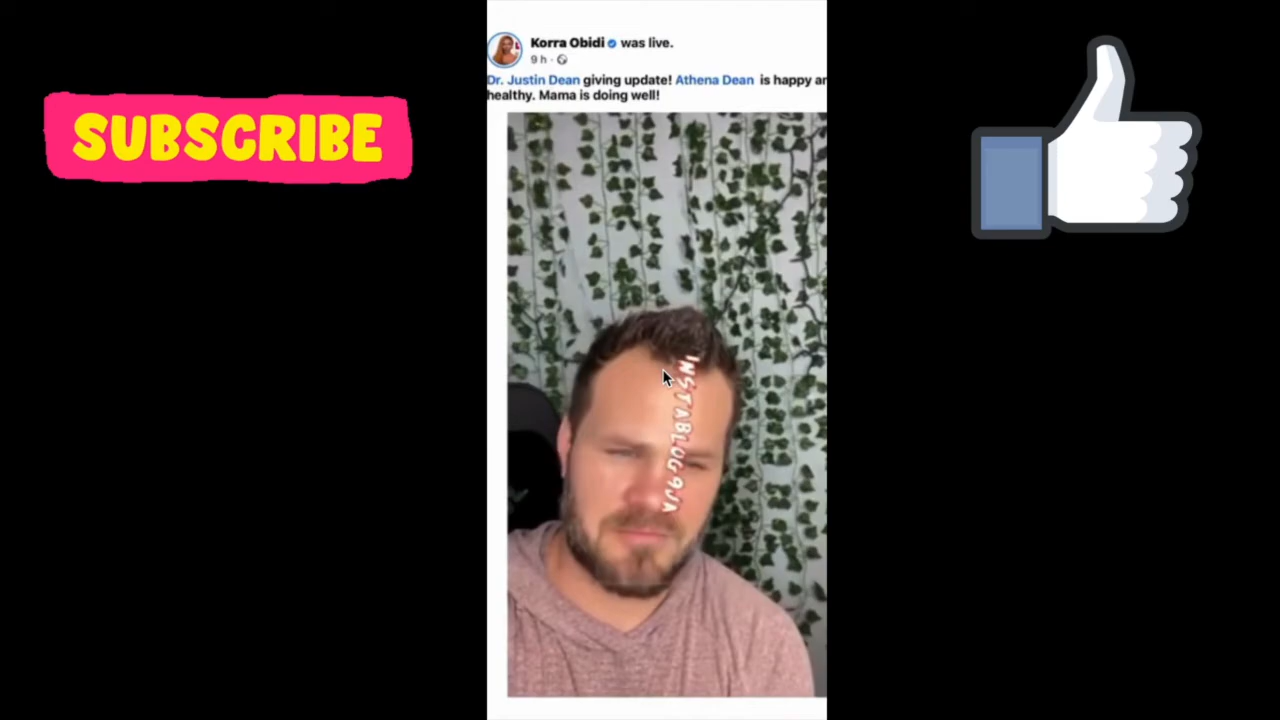 SUBSCRIBE
Korra Obidi was live.
9 h ·
Dr. Justin Dean giving update! Athena Dean is happy an
healthy. Mama is doing well!
INSTABLOG9JA